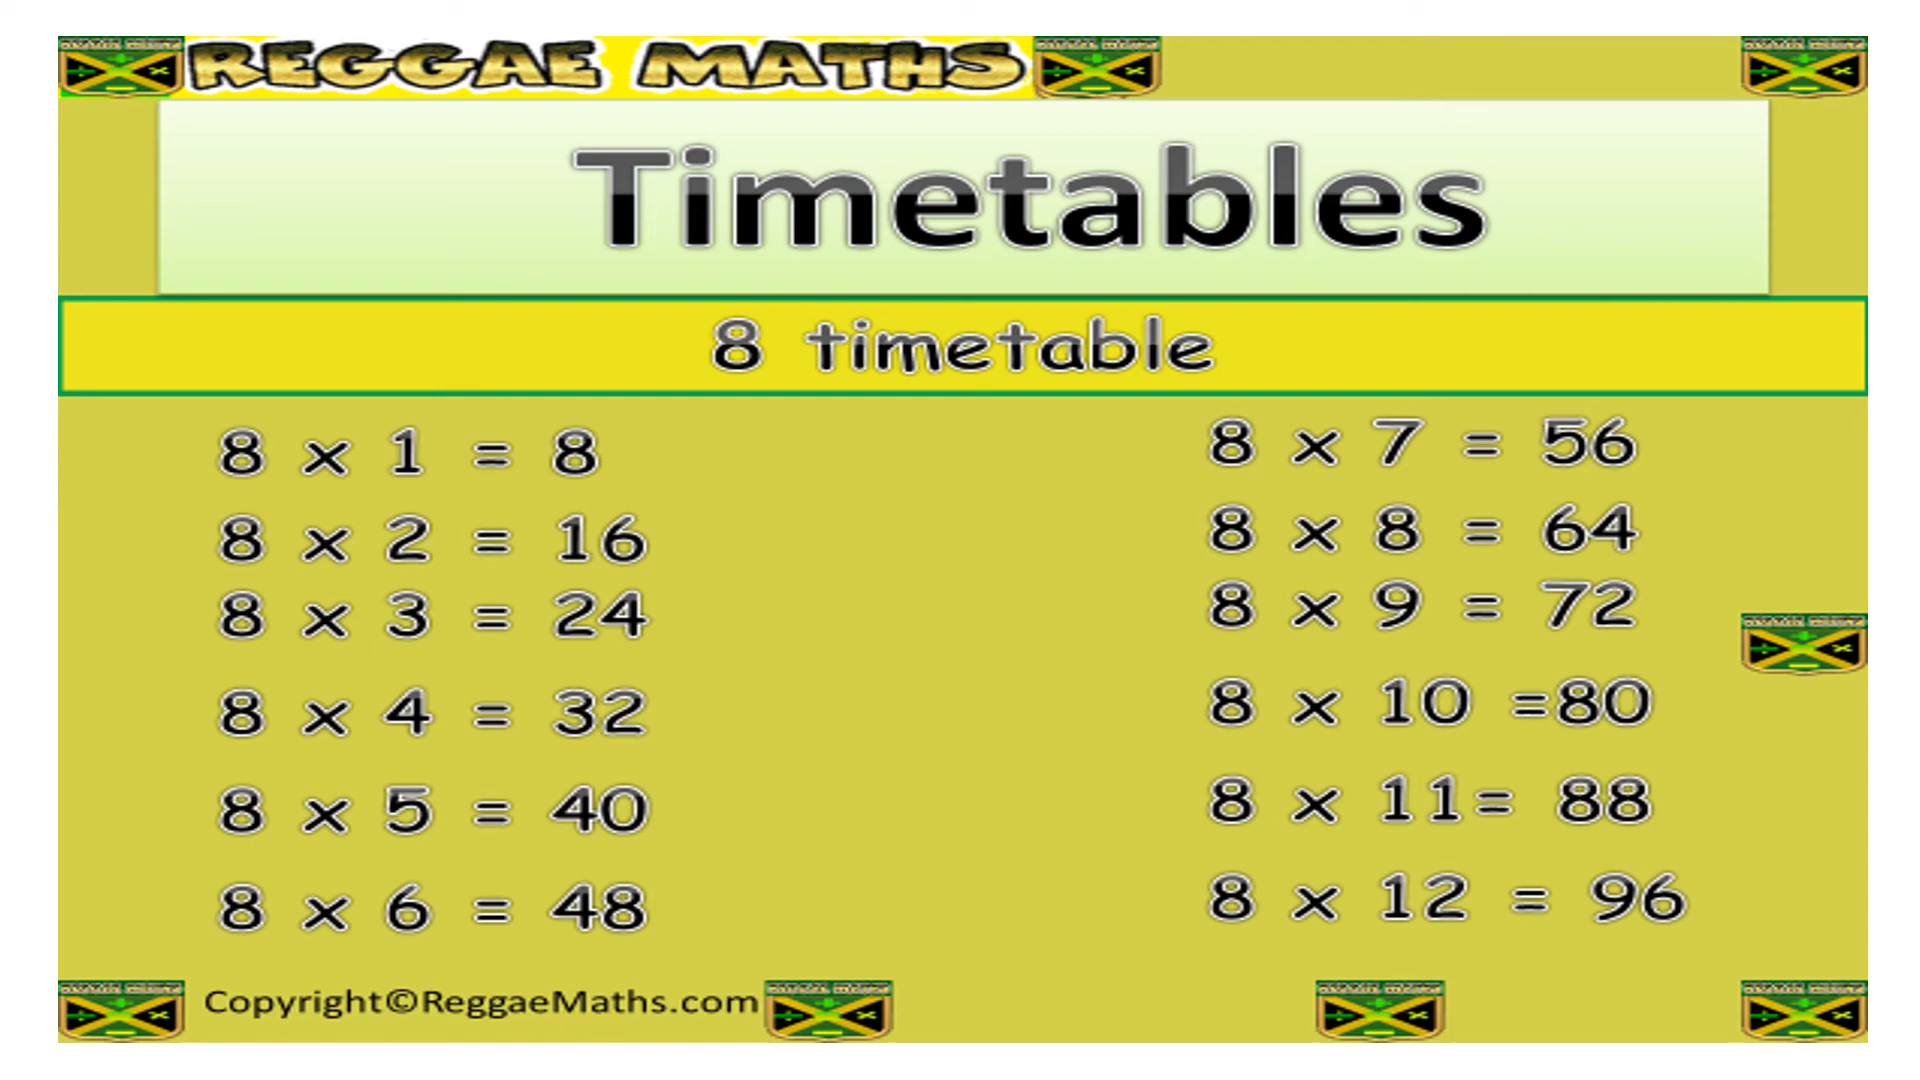 REGGAE MATHS
Timetables
8 timetable
8 x 1 = 8
8 x 2 = 16
8 x 3 = 24
8 x 4 = 32
8 x 5 = 40
8 x 6 = 48
8 x 7 = 56
8 x 8 = 64
8 x 9 = 72
8 x 10 =80
8 x 11= 88
8 x 12 = 96
Copyright©ReggaeMaths.com